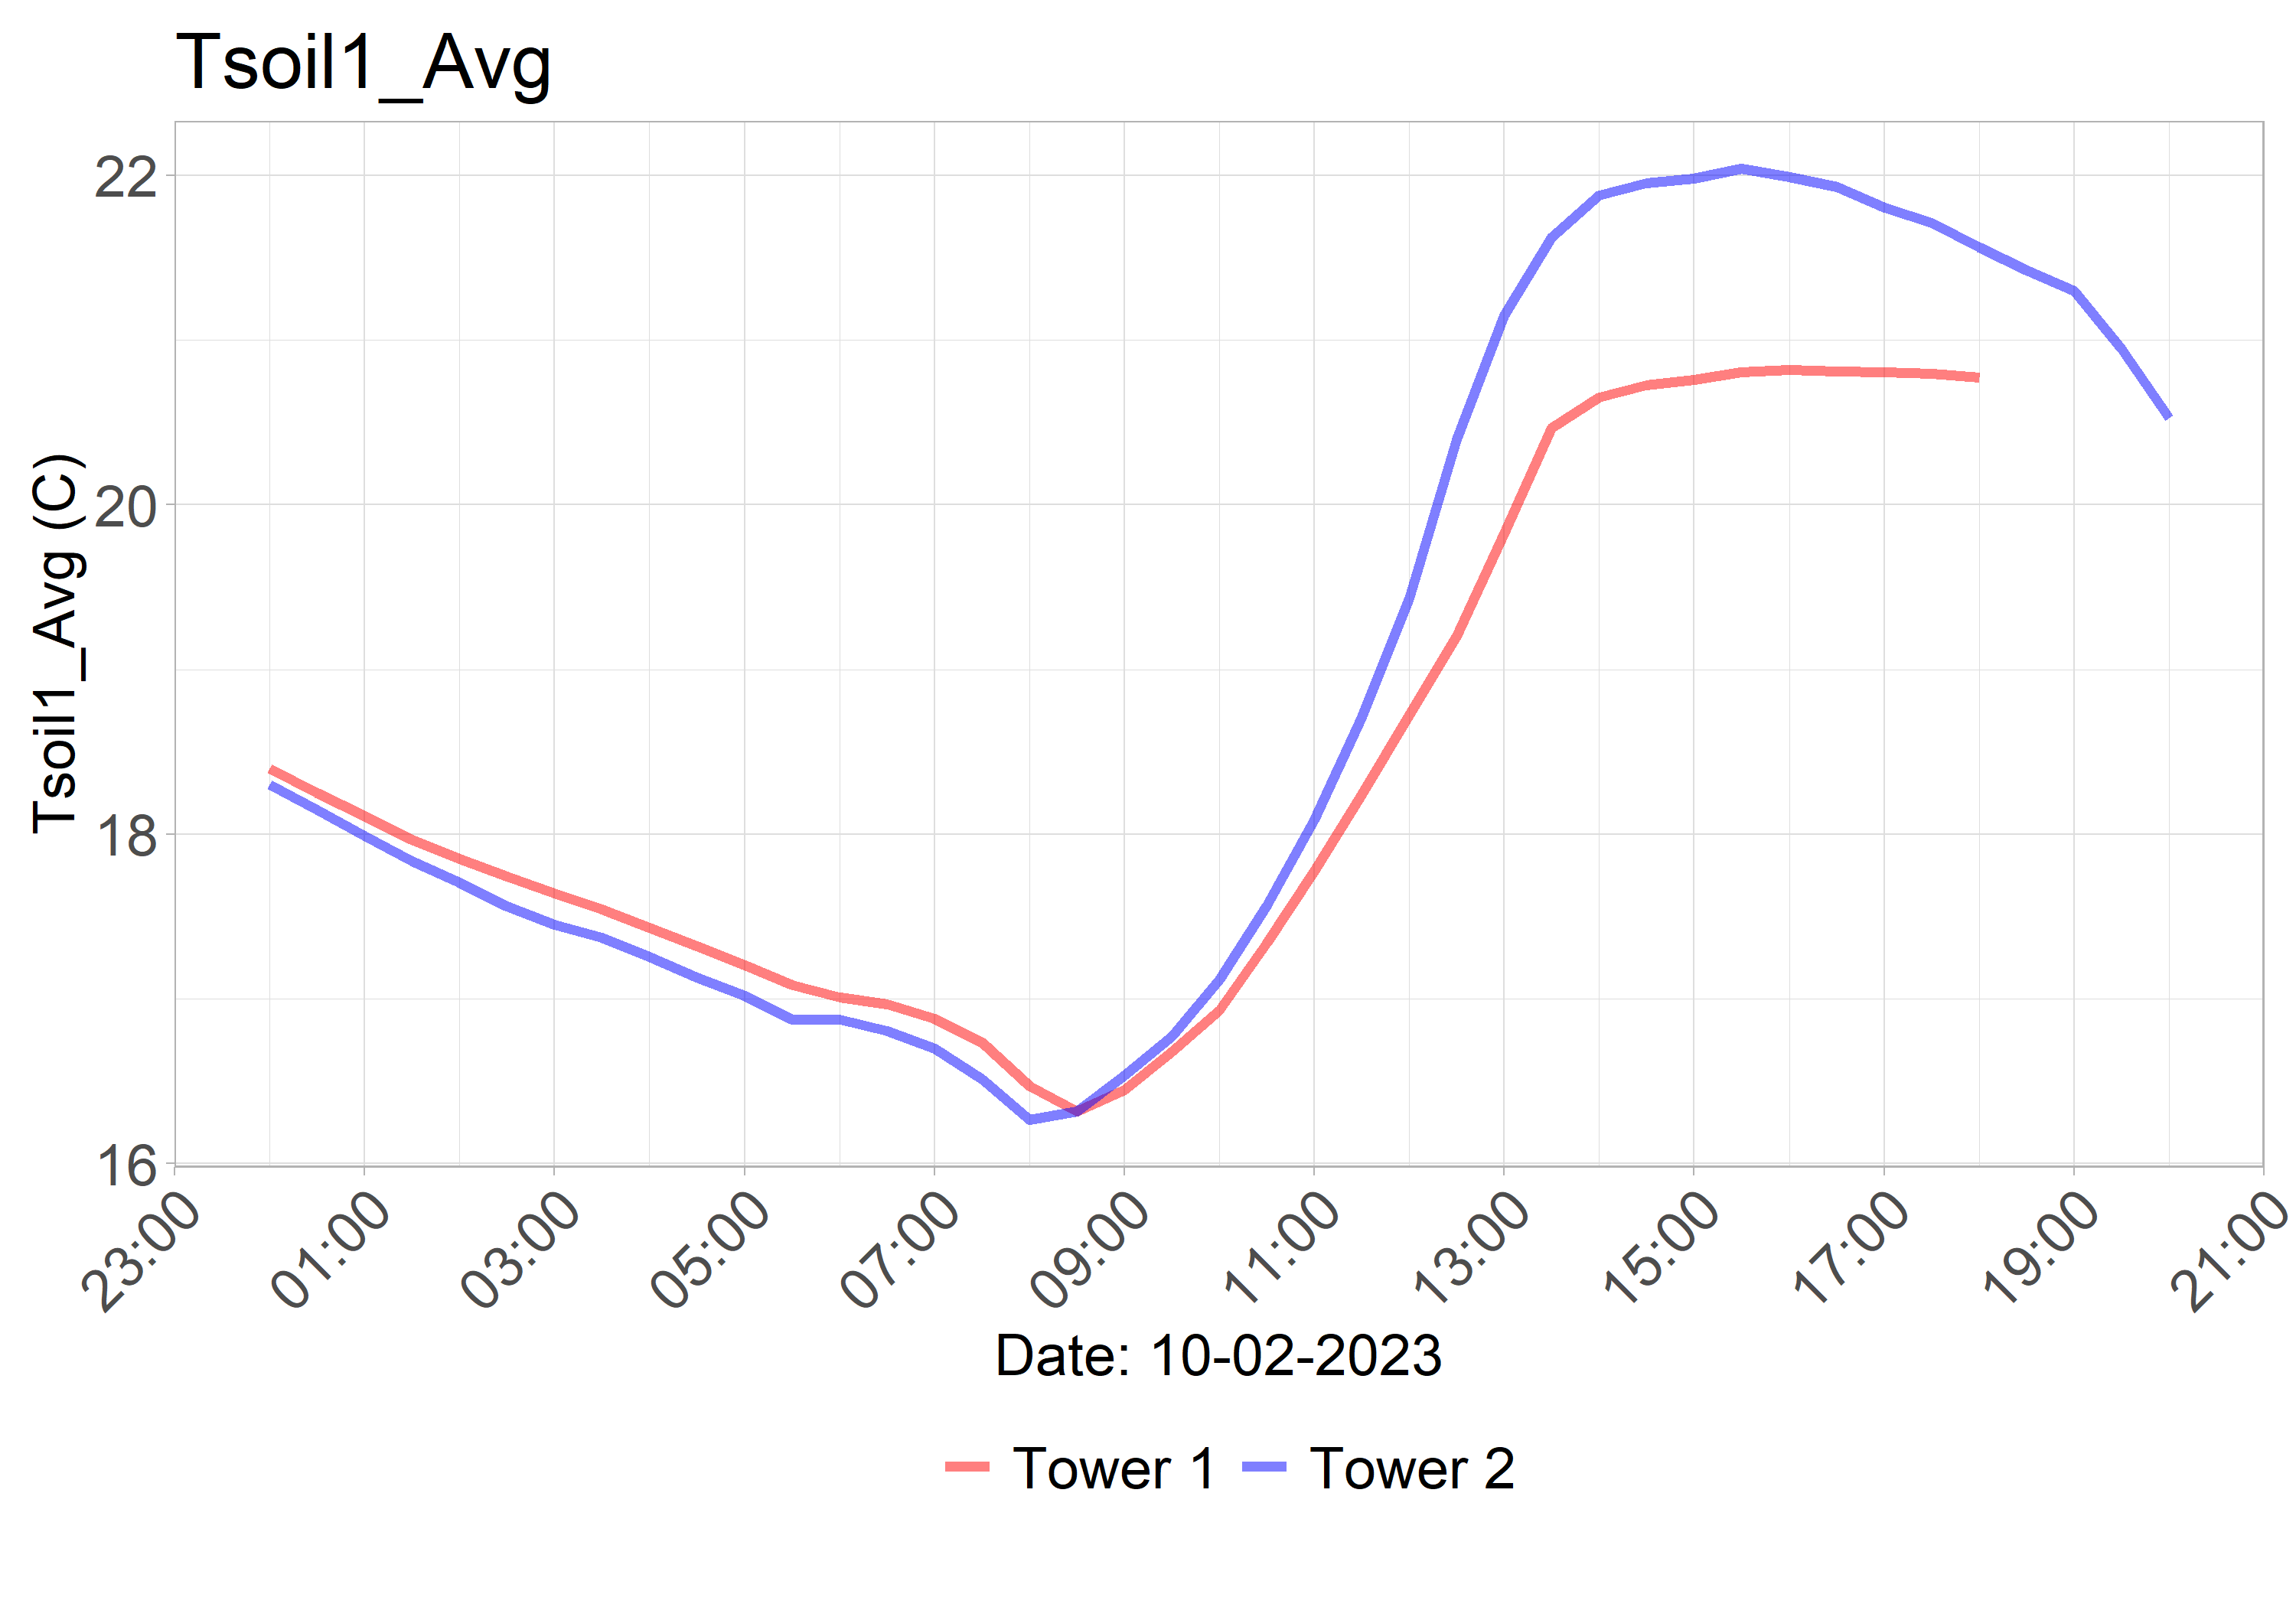 Tsoil1_Avg
Tsoil1_Avg (C)
22
20
18
16
23:00 01:00 03:00 05:00 07:00 09:00 11:00 13:00 15:00 17:00 19:00 21:00
Date: 10-02-2023
Tower 1 Tower 2